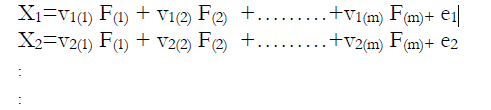 X₁=v₁₍₁₎ F₍₁₎ + v₁₍₂₎ F₍₂₎ +.........+v₁₍ₘ₎ F₍ₘ₎₊ e₁|
X₂=v₂₍₁₎ F₍₁₎ + v₂₍₂₎ F₍₂₎ +.........+v₂₍ₘ₎ F₍ₘ₎₊ e₂
:
: